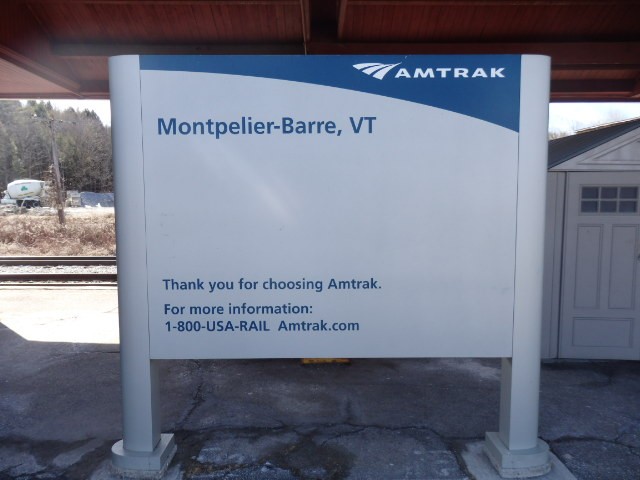 AMTRAK
Montpelier-Barre, VT
Thank you for choosing Amtrak.
For more information:
1-800-USA-RAIL Amtrak.com